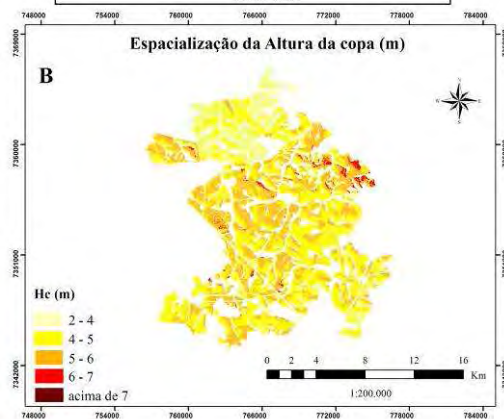 748000 754000 760000 766000 772000 778000 784000
Espacialização da Altura da copa (m)
B
N
7369000
7360000
7351000
7342000
Hc (m)
2 - 4
4 - 5
5 - 6
6 - 7
acima de 7
0 2 4 8 12 16
Km
1:200.000
748000 754000 760000 766000 772000 778000 784000